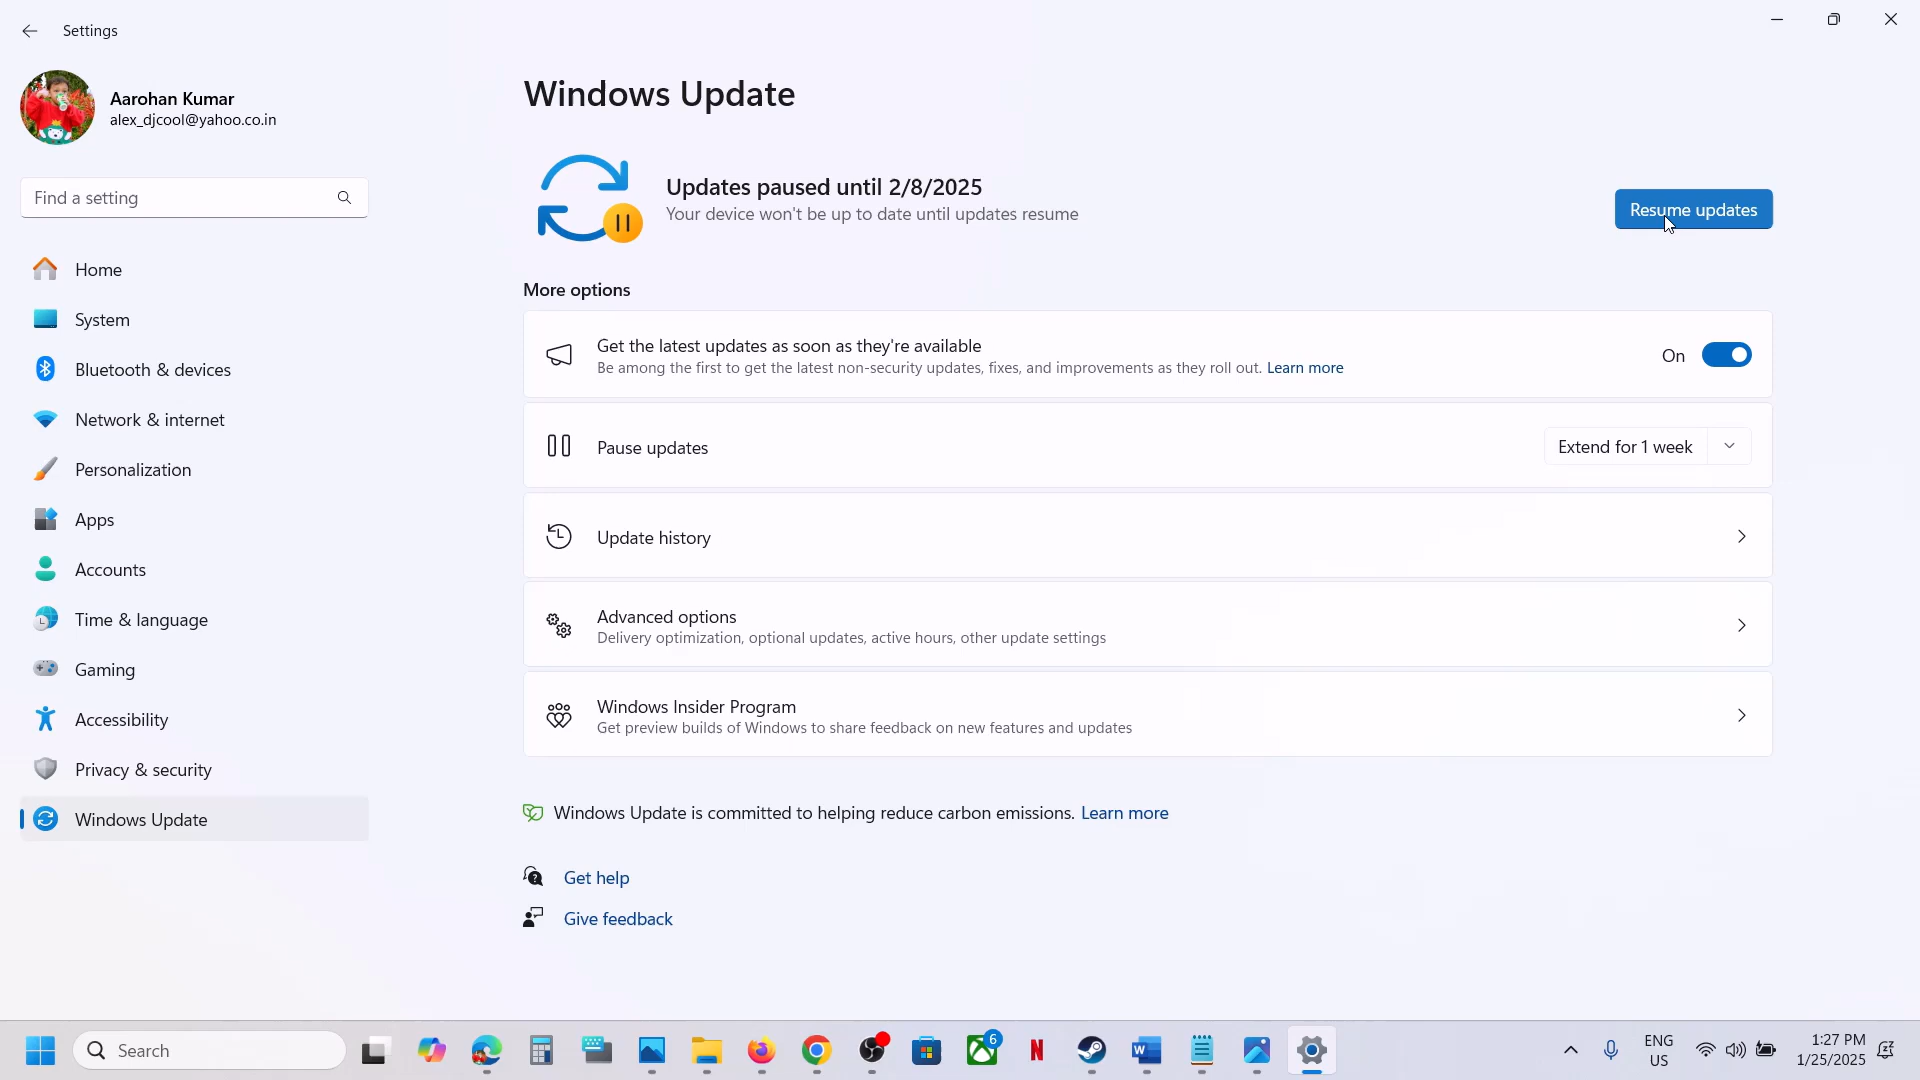 Settings
Aarohan Kumar
alex_djcool@yahoo.co.in
Find a setting
Home
System
Bluetooth & devices
Network & internet
Personalization
Apps
Accounts
Time & language
Gaming
Accessibility
Privacy & security
Windows Update
Windows Update
Updates paused until 2/8/2025
Your device won't be up to date until updates resume
Resume updates
More options
Get the latest updates as soon as they're available
Be among the first to get the latest non-security updates, fixes, and improvements as they roll out. Learn more
On
Pause updates
Extend for 1 week
Update history
Advanced options
Delivery optimization, optional updates, active hours, other update settings
Windows Insider Program
Get preview builds of Windows to share feedback on new features and updates
Windows Update is committed to helping reduce carbon emissions. Learn more
Get help
Give feedback
Search
6
N
W
ENG
US
1:27 PM
1/25/2025